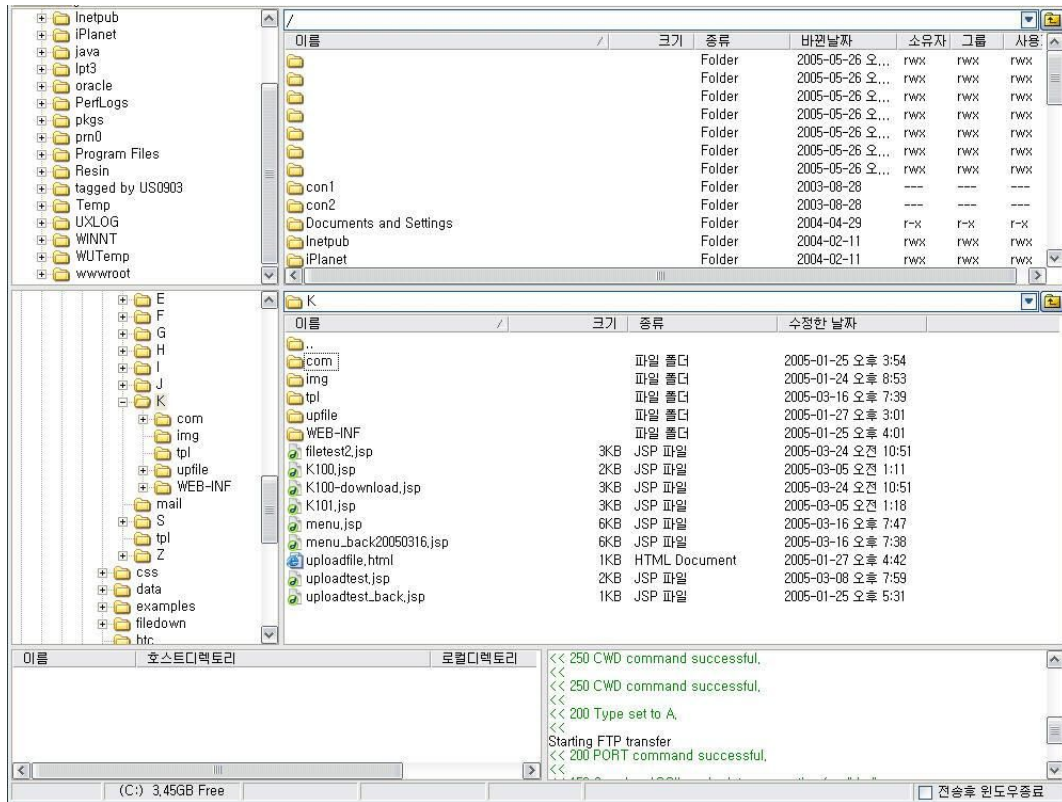 Inetpub
iPlanet
java
lpt3
oracle
PerfLogs
pkgs
prn0
Program Files
Resin
tagged by US0903
Temp
UXLOG
WINNT
WUTemp
wwwroot
/
이름 / 크기 종류 바뀐날짜 소유자 그룹 사용
Folder 2005-05-26 오... rwx rwx rwx
Folder 2005-05-26 오... rwx rwx rwx
Folder 2005-05-26 오... rwx rwx rwx
Folder 2005-05-26 오... rwx rwx rwx
Folder 2005-05-26 오... rwx rwx rwx
Folder 2005-05-26 오... rwx rwx rwx
Folder 2005-05-26 오... rwx rwx rwx
con1 Folder 2003-08-28 --- --- ---
con2 Folder 2003-08-28 --- --- ---
Documents and Settings Folder 2004-04-29 r-x r-x r-x
Inetpub Folder 2004-02-11 rwx rwx rwx
iPlanet Folder 2004-02-11 rwx rwx rwx
E
F
G
H
I
J
K
com
img
tpl
upfile
WEB-INF
mail
S
tpl
Z
css
data
examples
filedown
htc
K
이름 / 크기 종류 수정한 날짜
..
com 파일 폴더 2005-01-25 오후 3:54
img 파일 폴더 2005-01-24 오후 8:53
tpl 파일 폴더 2005-03-16 오후 7:39
upfile 파일 폴더 2005-01-27 오후 3:01
WEB-INF 파일 폴더 2005-01-25 오후 4:01
filetest2.jsp 3KB JSP 파일 2005-03-24 오전 10:51
K100.jsp 2KB JSP 파일 2005-03-05 오전 1:11
K100-download.jsp 3KB JSP 파일 2005-03-24 오전 10:51
K101.jsp 3KB JSP 파일 2005-03-05 오전 1:18
menu.jsp 6KB JSP 파일 2005-03-16 오후 7:47
menu_back20050316.jsp 6KB JSP 파일 2005-03-16 오후 7:38
uploadfile.html 1KB HTML Document 2005-01-27 오후 4:42
uploadtest.jsp 2KB JSP 파일 2005-03-08 오후 7:59
uploadtest_back.jsp 1KB JSP 파일 2005-01-25 오후 5:31
이름 호스트디렉토리 로컬디렉토리
<< 250 CWD command successful.
<<
<< 250 CWD command successful.
<<
<< 200 Type set to A.
<<
Starting FTP transfer
<< 200 PORT command successful.
<<
(C:) 3.45GB Free
전송후 윈도우종료